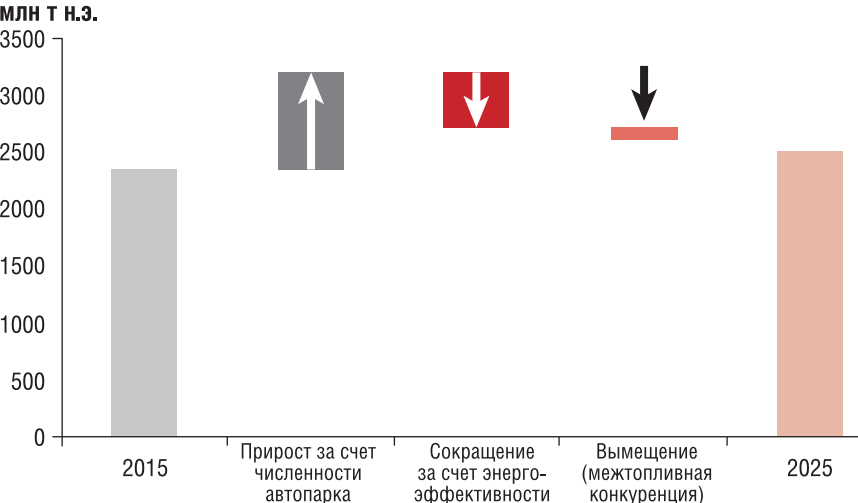 МЛН Т Н.Э.
3500
3000
2500
2000
1500
1000
500
0
2015
Прирост за счет
численности
автопарка
Сокращение
за счет энерго-
эффективности
Вымещение
(межтопливная
конкуренция)
2025